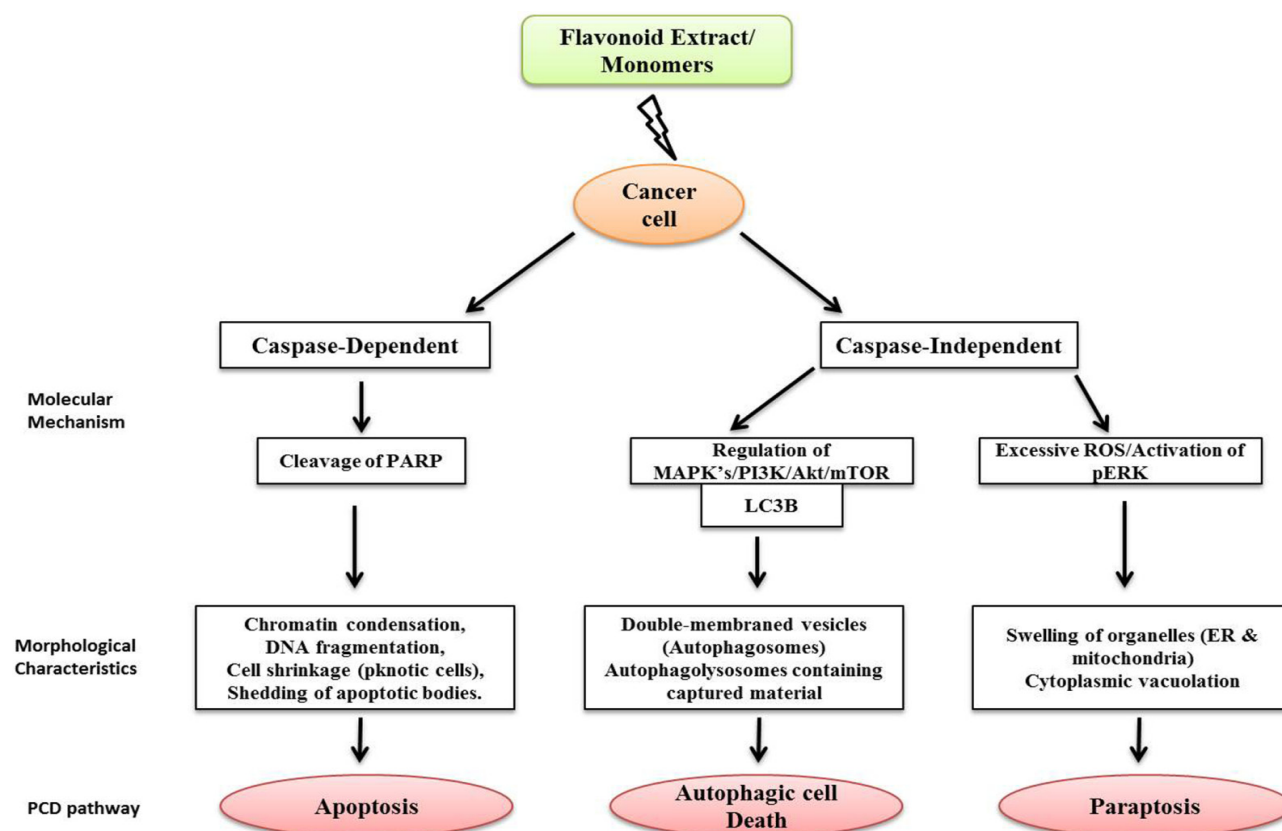 Flavonoid Extract/
Monomers
Cancer
cell
Caspase-Dependent
Caspase-Independent
Molecular
Mechanism
Cleavage of PARP
Regulation of
MAPK's/PI3K/Akt/mTOR
LC3B
Excessive ROS/Activation of
pERK
Morphological
Characteristics
Chromatin condensation,
DNA fragmentation,
Cell shrinkage (pknotic cells),
Shedding of apoptotic bodies.
Double-membraned vesicles
(Autophagosomes)
Autophagolysosomes containing
captured material
Swelling of organelles (ER &
mitochondria)
Cytoplasmic vacuolation
PCD pathway
Apoptosis
Autophagic cell
Death
Paraptosis